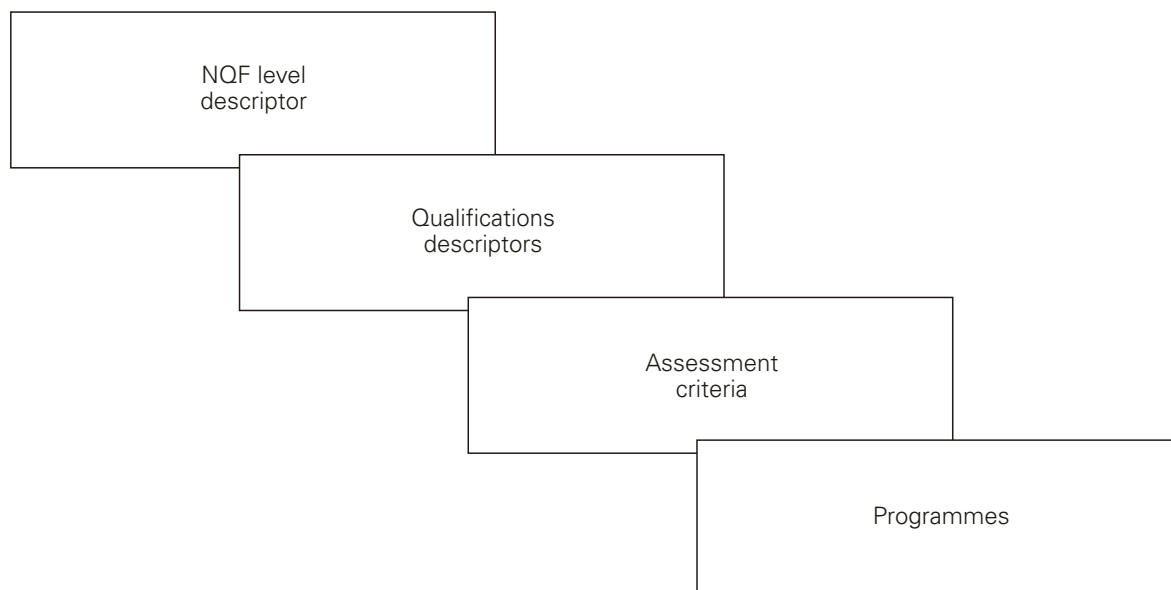 NQF level
descriptor
Qualifications
descriptors
Assessment
criteria
Programmes